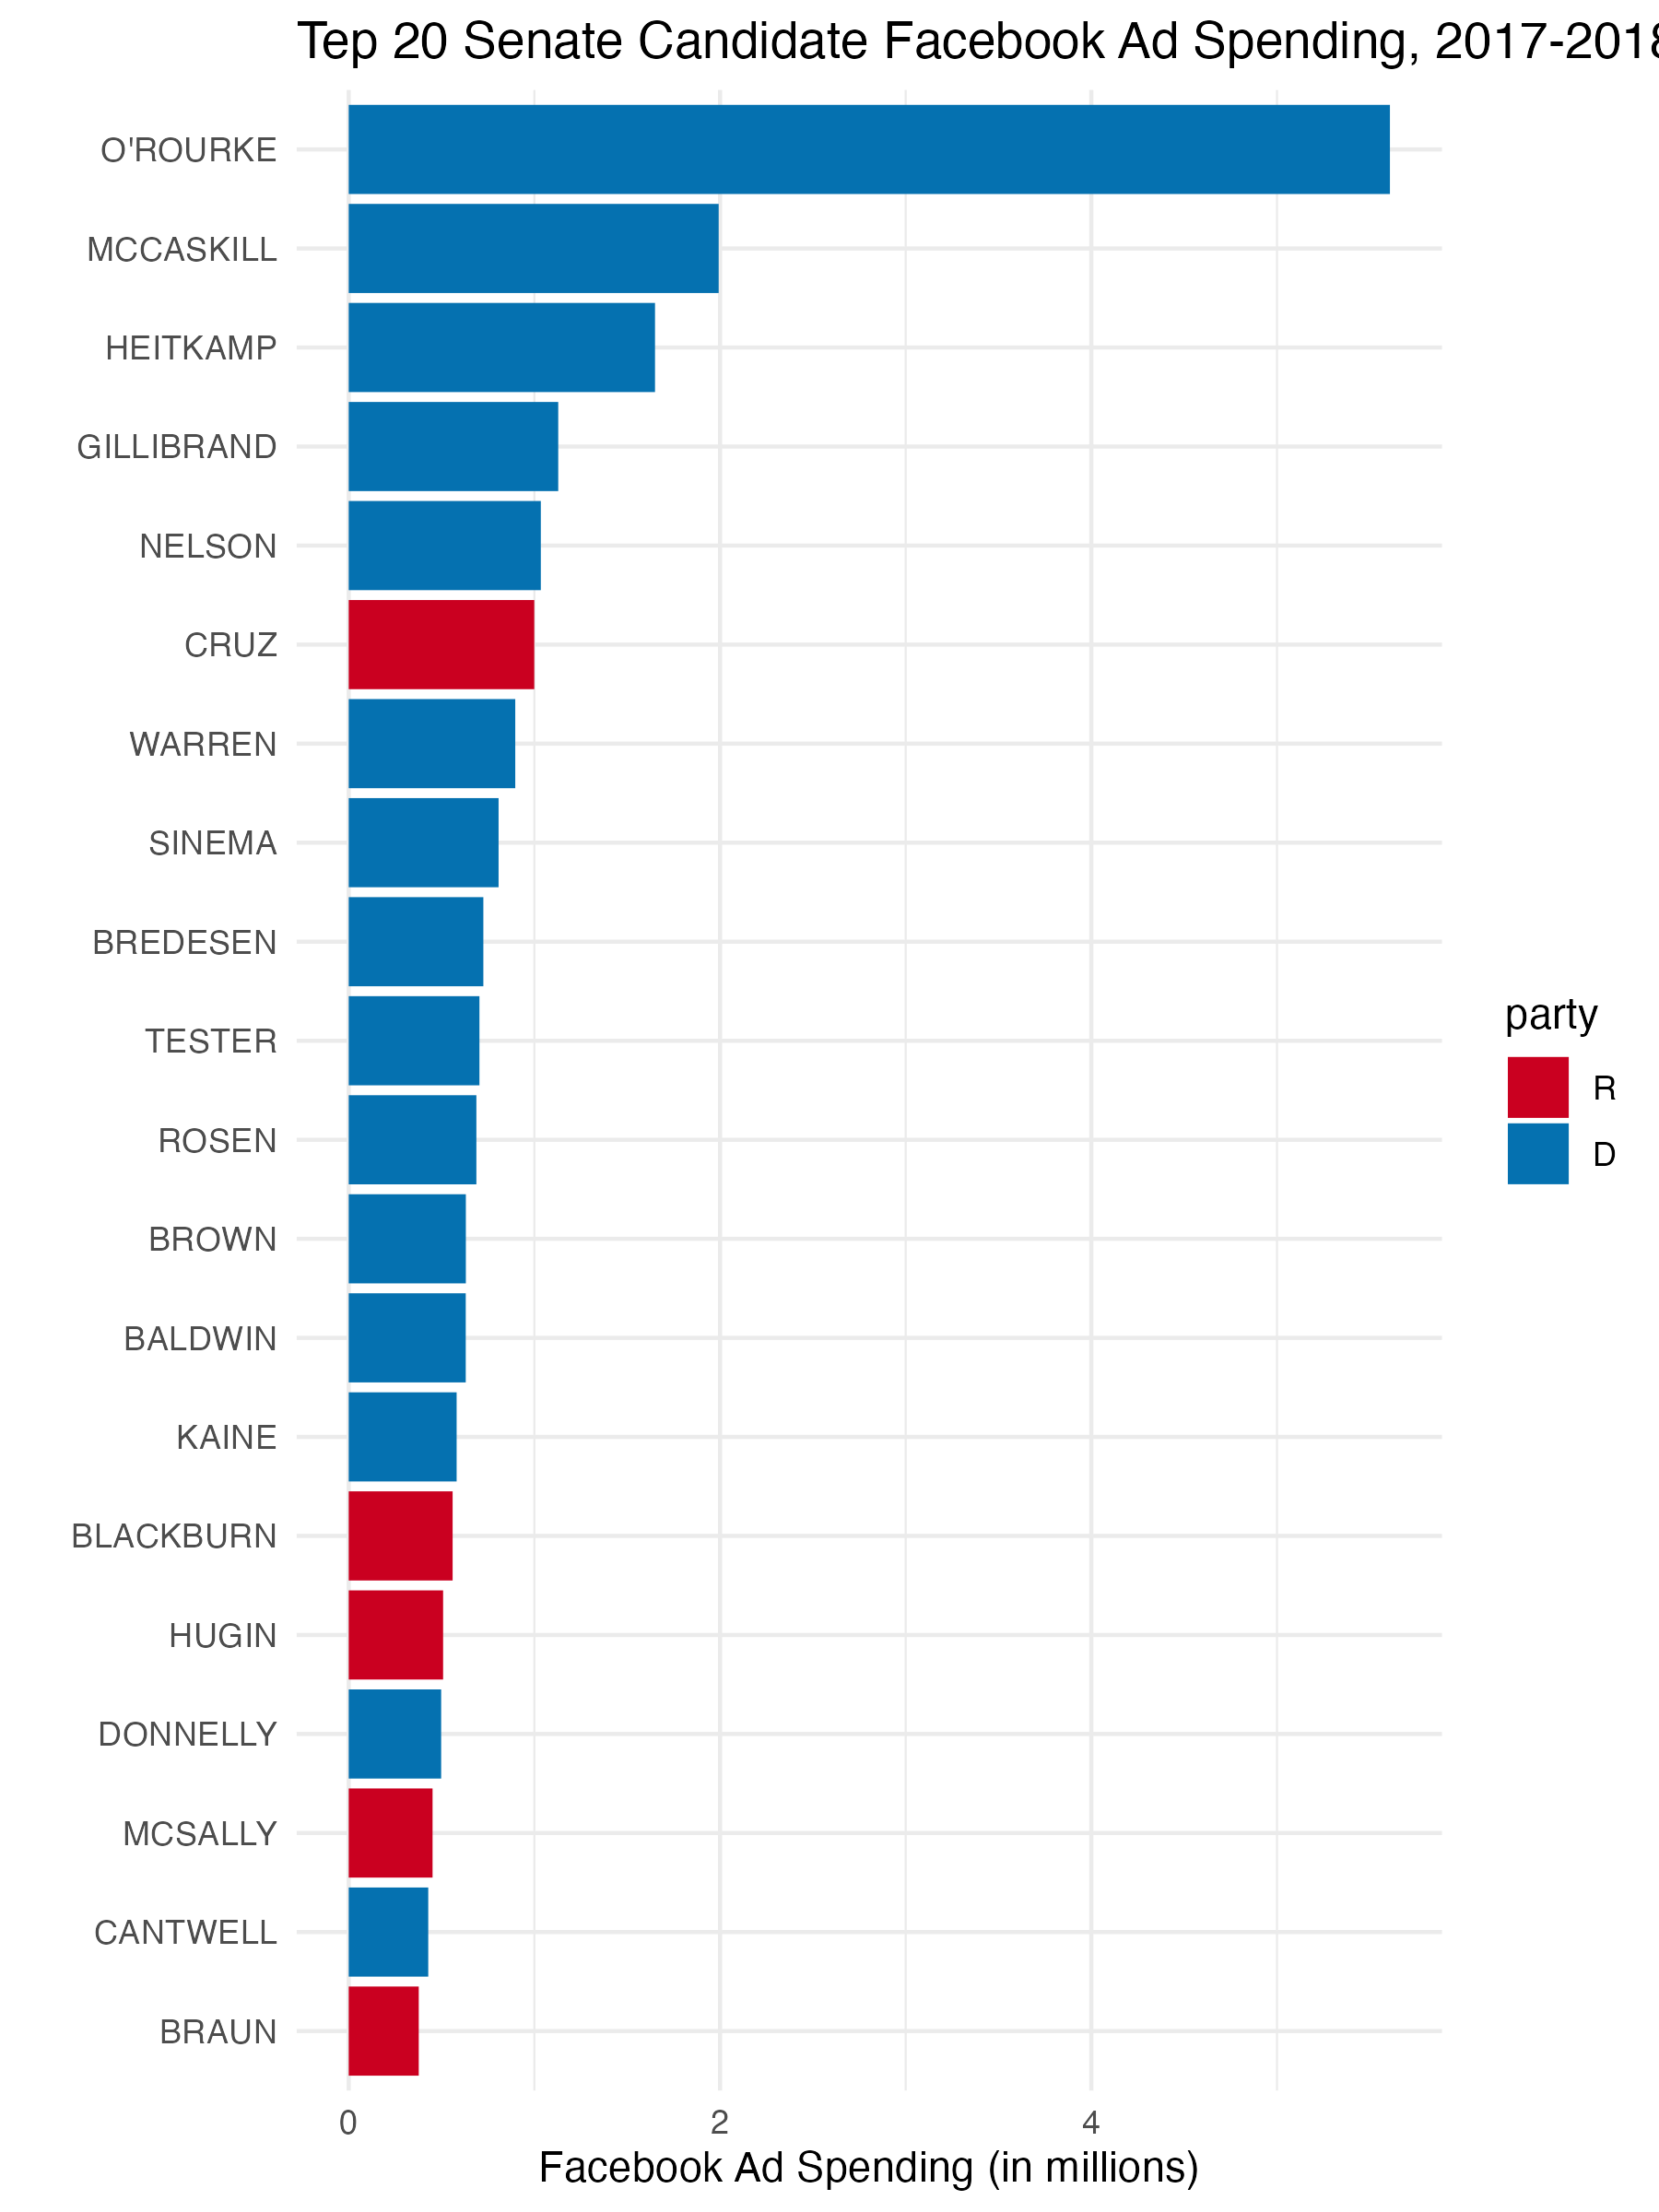 Tep 20 Senate Candidate Facebook Ad Spending, 2017-2018
O'ROURKE
MCCASKILL
HEITKAMP
GILLIBRAND
NELSON
CRUZ
WARREN
SINEMA
BREDESEN
TESTER
ROSEN
BROWN
BALDWIN
KAINE
BLACKBURN
HUGIN
DONNELLY
MCSALLY
CANTWELL
BRAUN
party
R
D
0 2 4
Facebook Ad Spending (in millions)